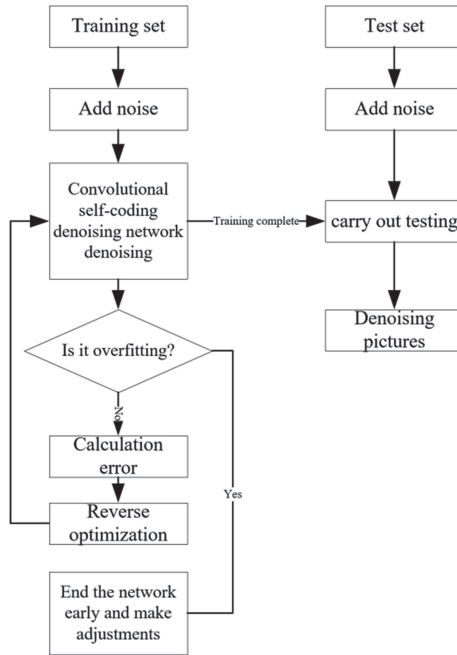 Training set
Add noise
Convolutional
self-coding
denoising network
denoising
Is it overfitting?
No
Calculation
error
Reverse
optimization
End the network
early and make
adjustments
Yes
Training complete
Test set
Add noise
carry out testing
Denoising
pictures